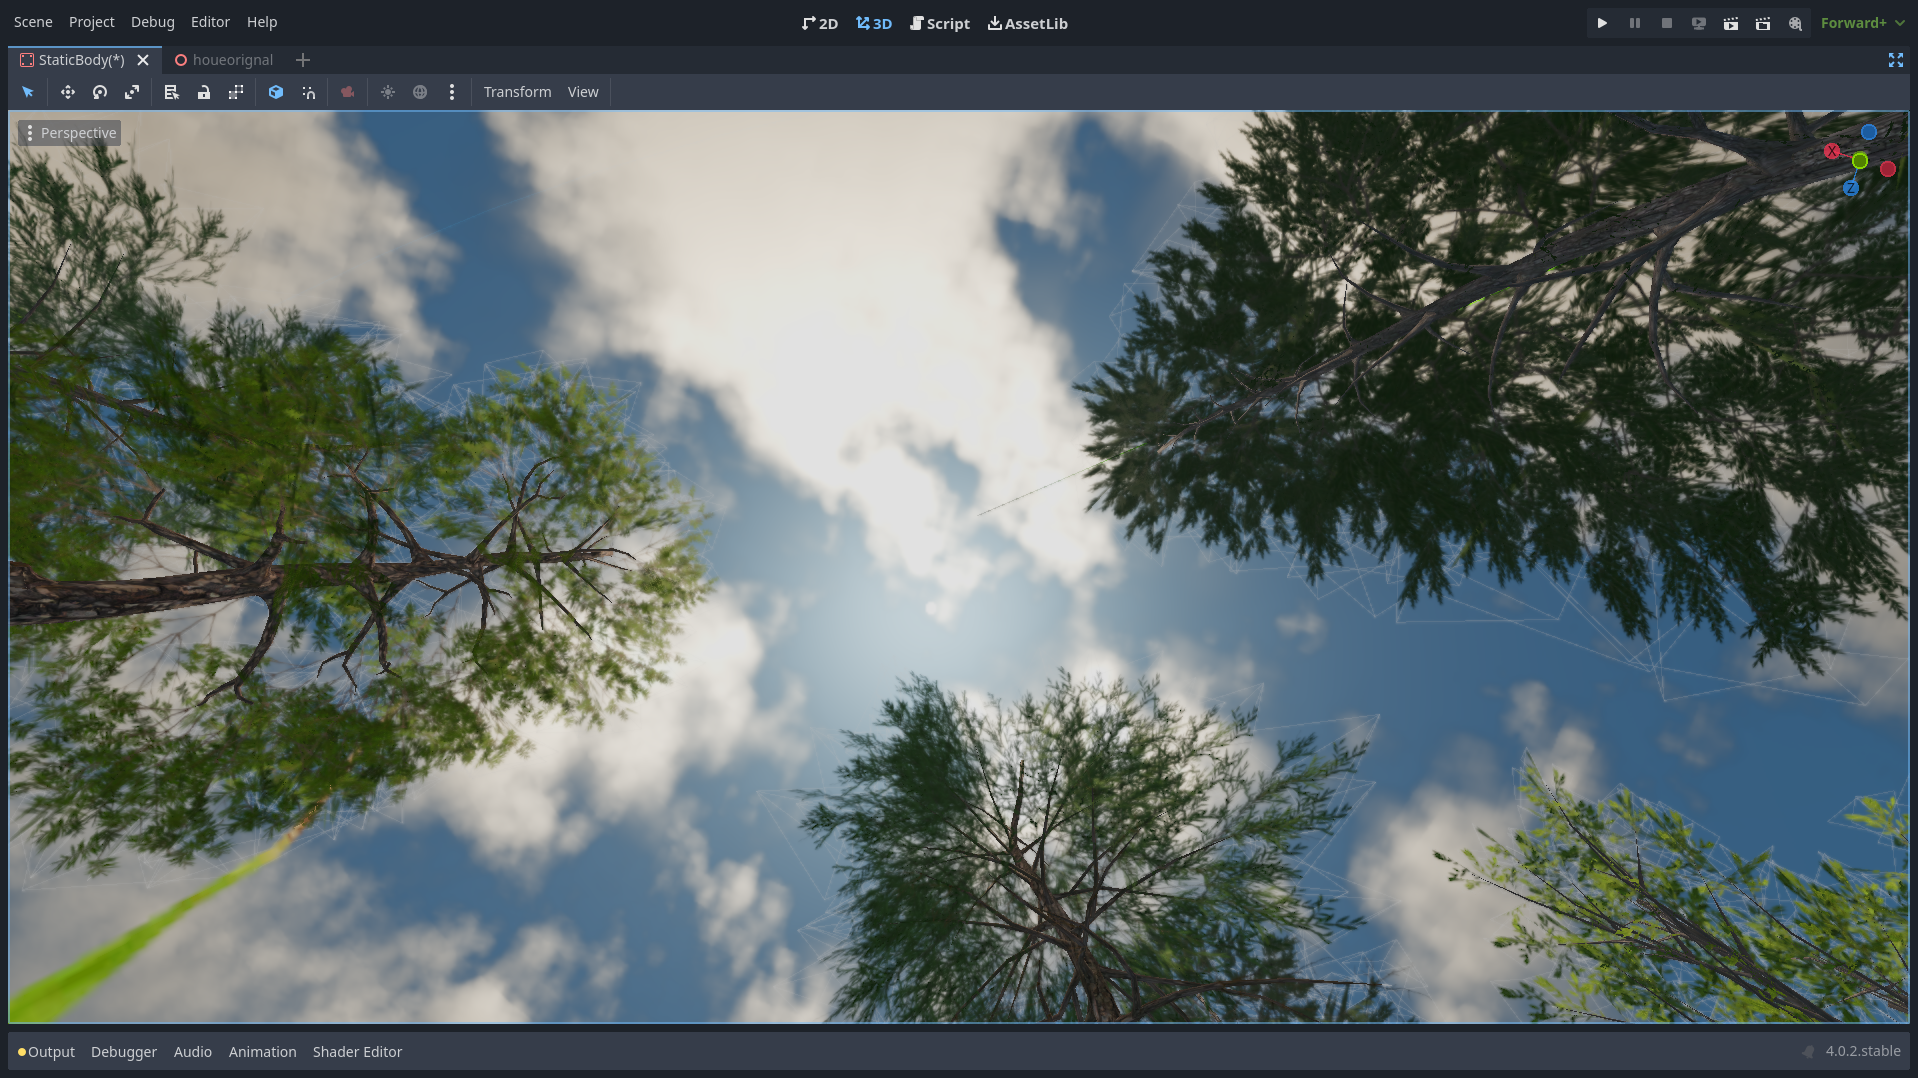 Scene Project Debug Editor Help 2D 3D Script AssetLib Forward+
StaticBody(*) houeorignal
Transform View
Perspective
X
Z
Output Debugger Audio Animation Shader Editor 4.0.2.stable